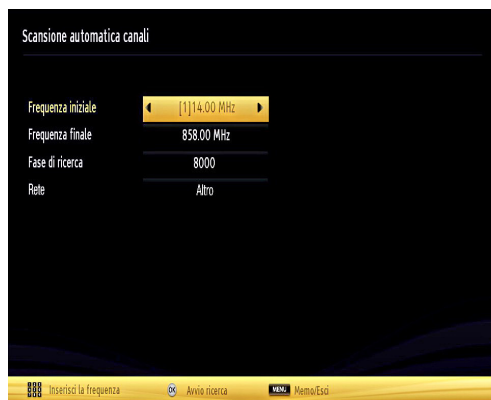 Scansione automatica canali
Frequenza iniziale [1]14.00 MHz
Frequenza finale 858.00 MHz
Fase di ricerca 8000
Rete Altro
Inserisci la frequenza OK Avvio ricerca MENU Memo/Esci